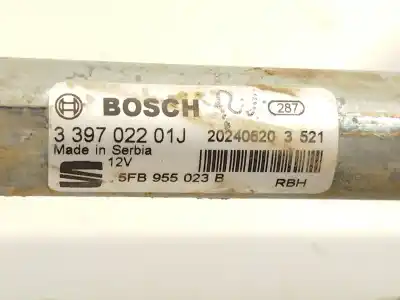 BOSCH 287
3 397 022 01J 20240620 3 521
Made in Serbia
12V
5FB 955 023 B RBH